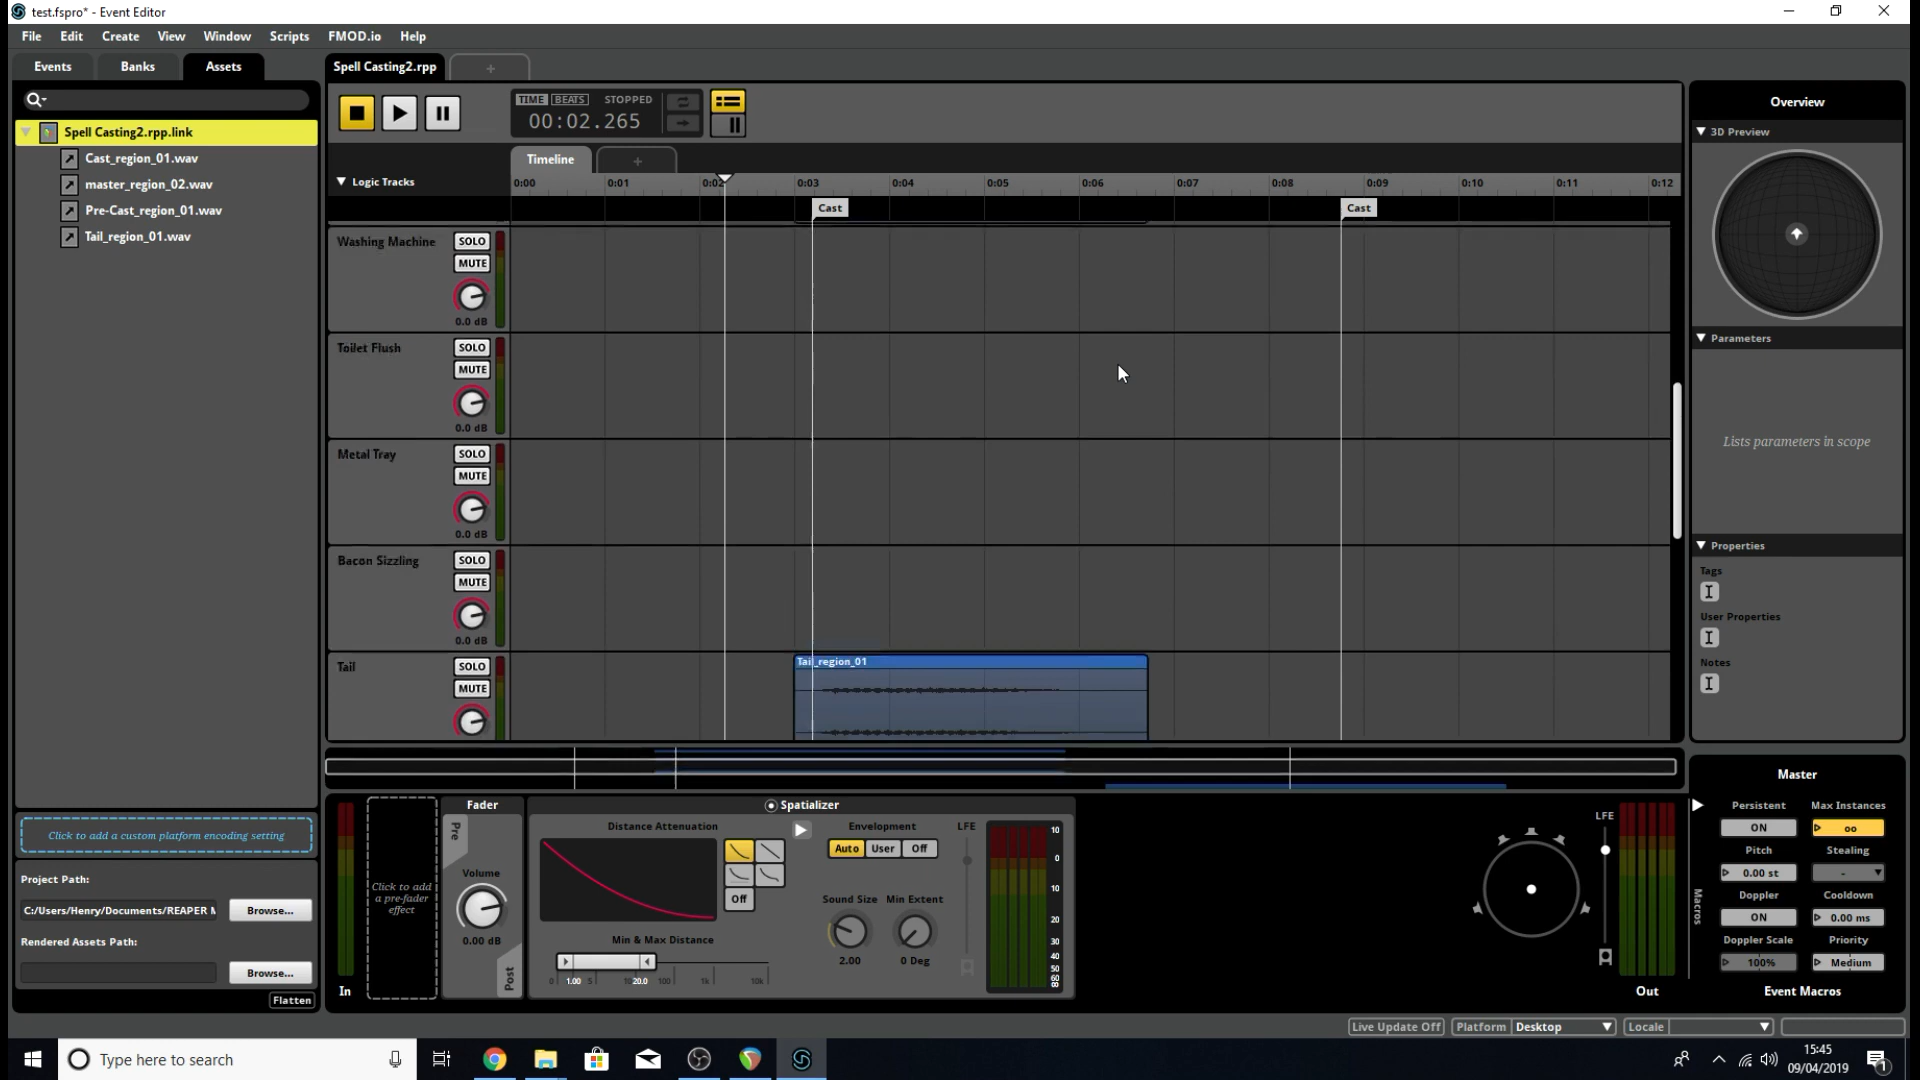 test.fspro* - Event Editor
File Edit Create View Window Scripts FMOD.io Help
Events Banks Assets
Spell Casting2.rpp.link
Cast_region_01.wav
master_region_02.wav
Pre-Cast_region_01.wav
Tail_region_01.wav
Click to add a custom platform encoding setting
Project Path:
C:/Users/Henry/Documents/REAPER M
Browse...
Rendered Assets Path:
Browse...
Flatten
Spell Casting2.rpp +
TIME BEATS STOPPED
00:02.265
Timeline +
Logic Tracks
0:00 0:01 0:02 0:03 0:04 0:05 0:06 0:07 0:08 0:09 0:10 0:11 0:12
Cast Cast
Washing Machine SOLO
MUTE
0.0 dB
Toilet Flush SOLO
MUTE
0.0 dB
Metal Tray SOLO
MUTE
0.0 dB
Bacon Sizzling SOLO
MUTE
0.0 dB
Tail SOLO
MUTE
Tail_region_01
Overview
3D Preview
Parameters
Lists parameters in scope
Properties
Tags
User Properties
Notes
In
Click to add
a pre-fader
effect
Fader
Pre
Volume
0.00 dB
Post
Spatializer
Distance Attenuation
Off
Min & Max Distance
1.00 20.0
Envelopment
Auto User Off
Sound Size Min Extent
2.00 0 Deg
LFE
10
0
10
20
30
40
50
60
LFE
Out
Macros
Master
Persistent Max Instances
ON oo
Pitch Stealing
0.00 st -
Doppler Cooldown
ON 0.00 ms
Doppler Scale Priority
100% Medium
Event Macros
Live Update Off Platform Desktop Locale
Type here to search
15:45
09/04/2019
1